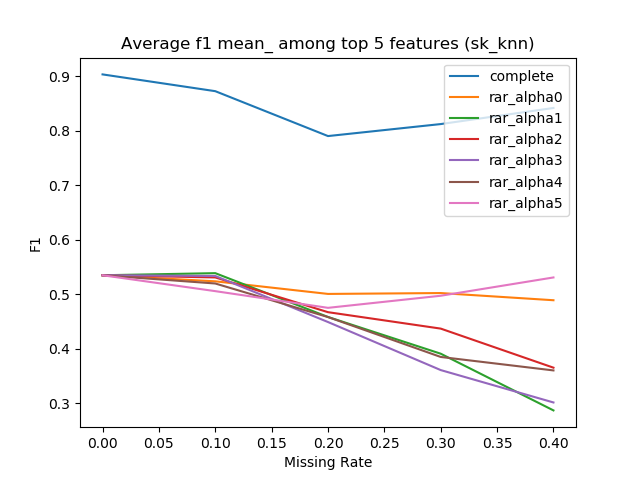 Average f1 mean_ among top 5 features (sk_knn)
complete
rar_alpha0
rar_alpha1
rar_alpha2
rar_alpha3
rar_alpha4
rar_alpha5
F1
0.9
0.8
0.7
0.6
0.5
0.4
0.3
0.00 0.05 0.10 0.15 0.20 0.25 0.30 0.35 0.40
Missing Rate